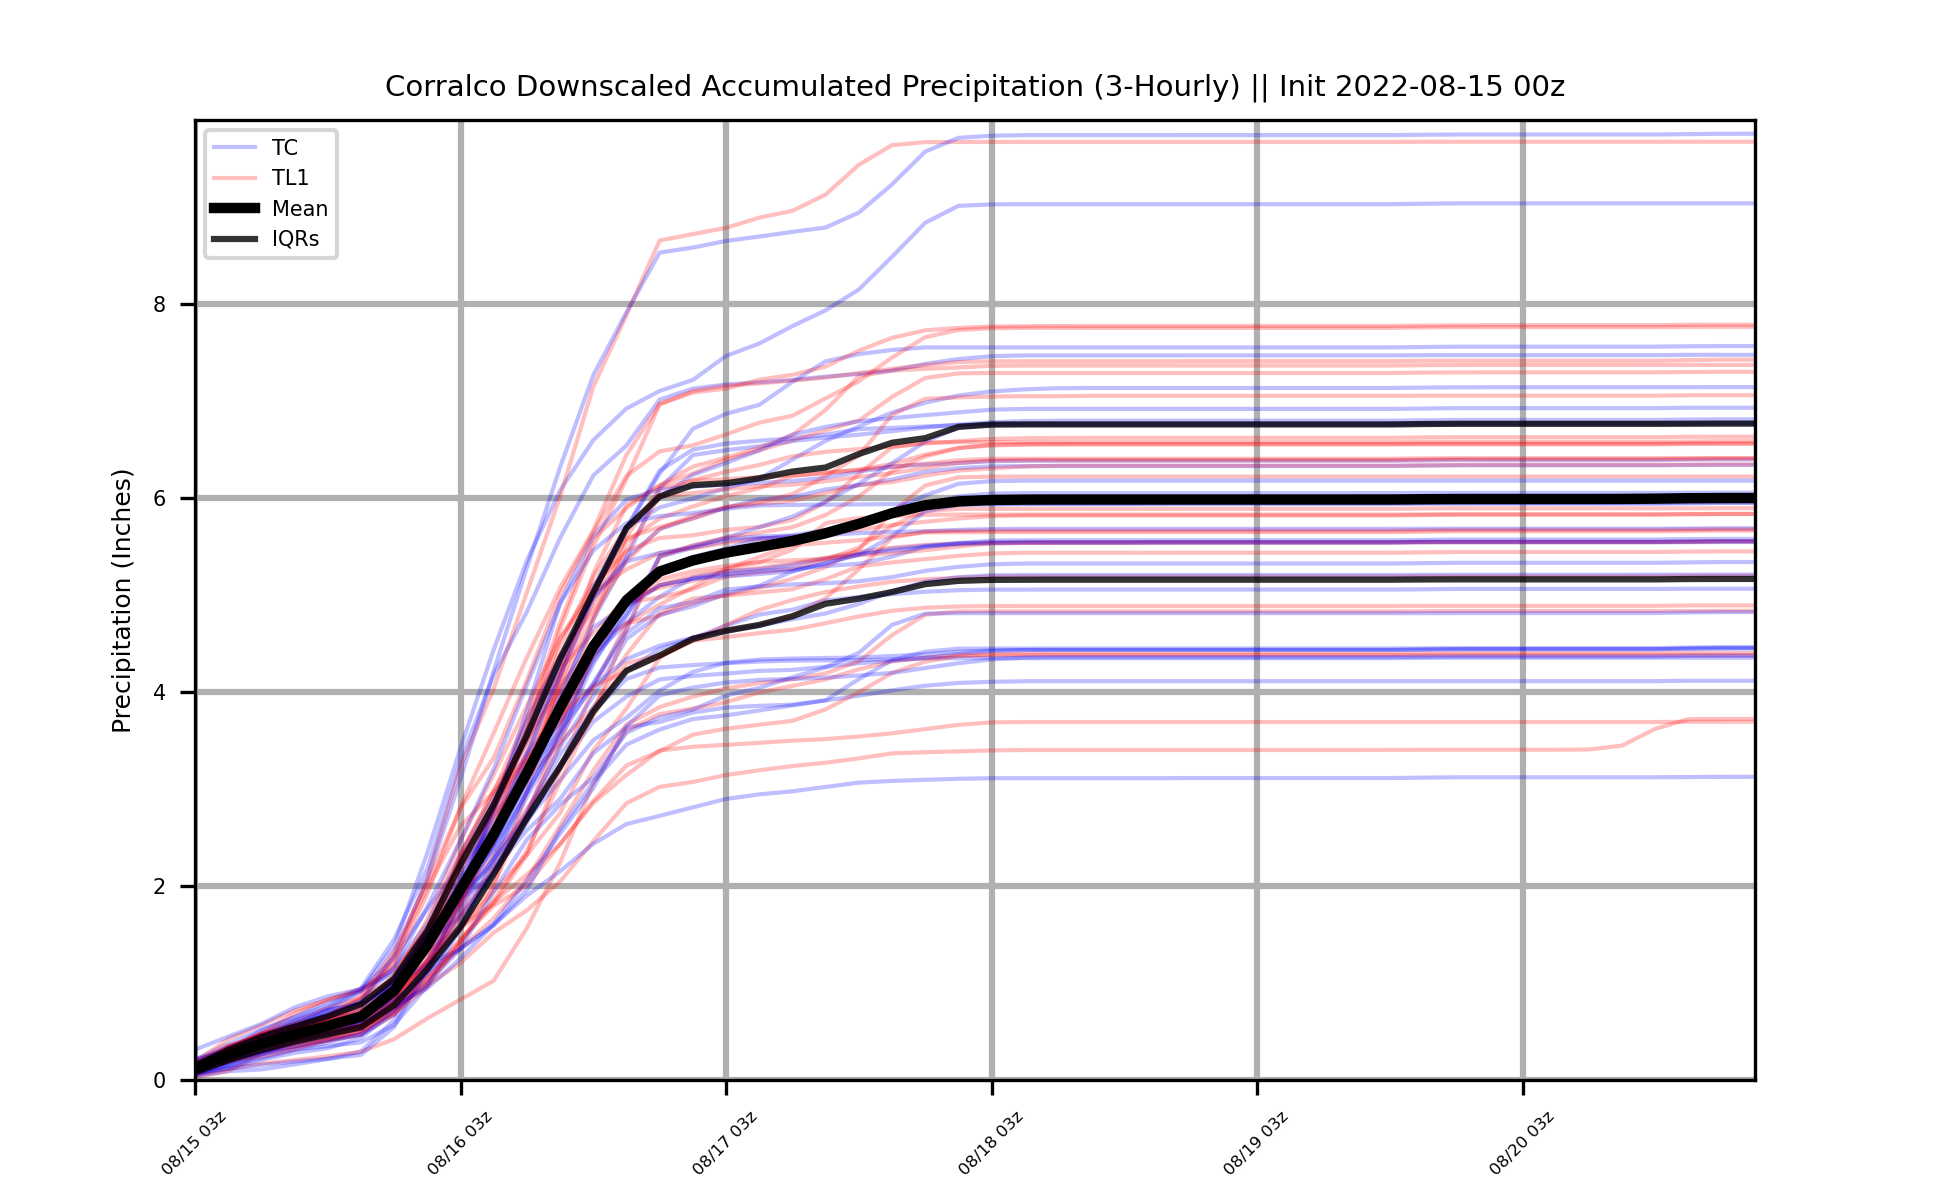 Corralco Downscaled Accumulated Precipitation (3-Hourly) || Init 2022-08-15 00z
TC
TL1
Mean
IQRs
Precipitation (Inches)
8
6
4
2
0
08/15 03z
08/16 03z
08/17 03z
08/18 03z
08/19 03z
08/20 03z